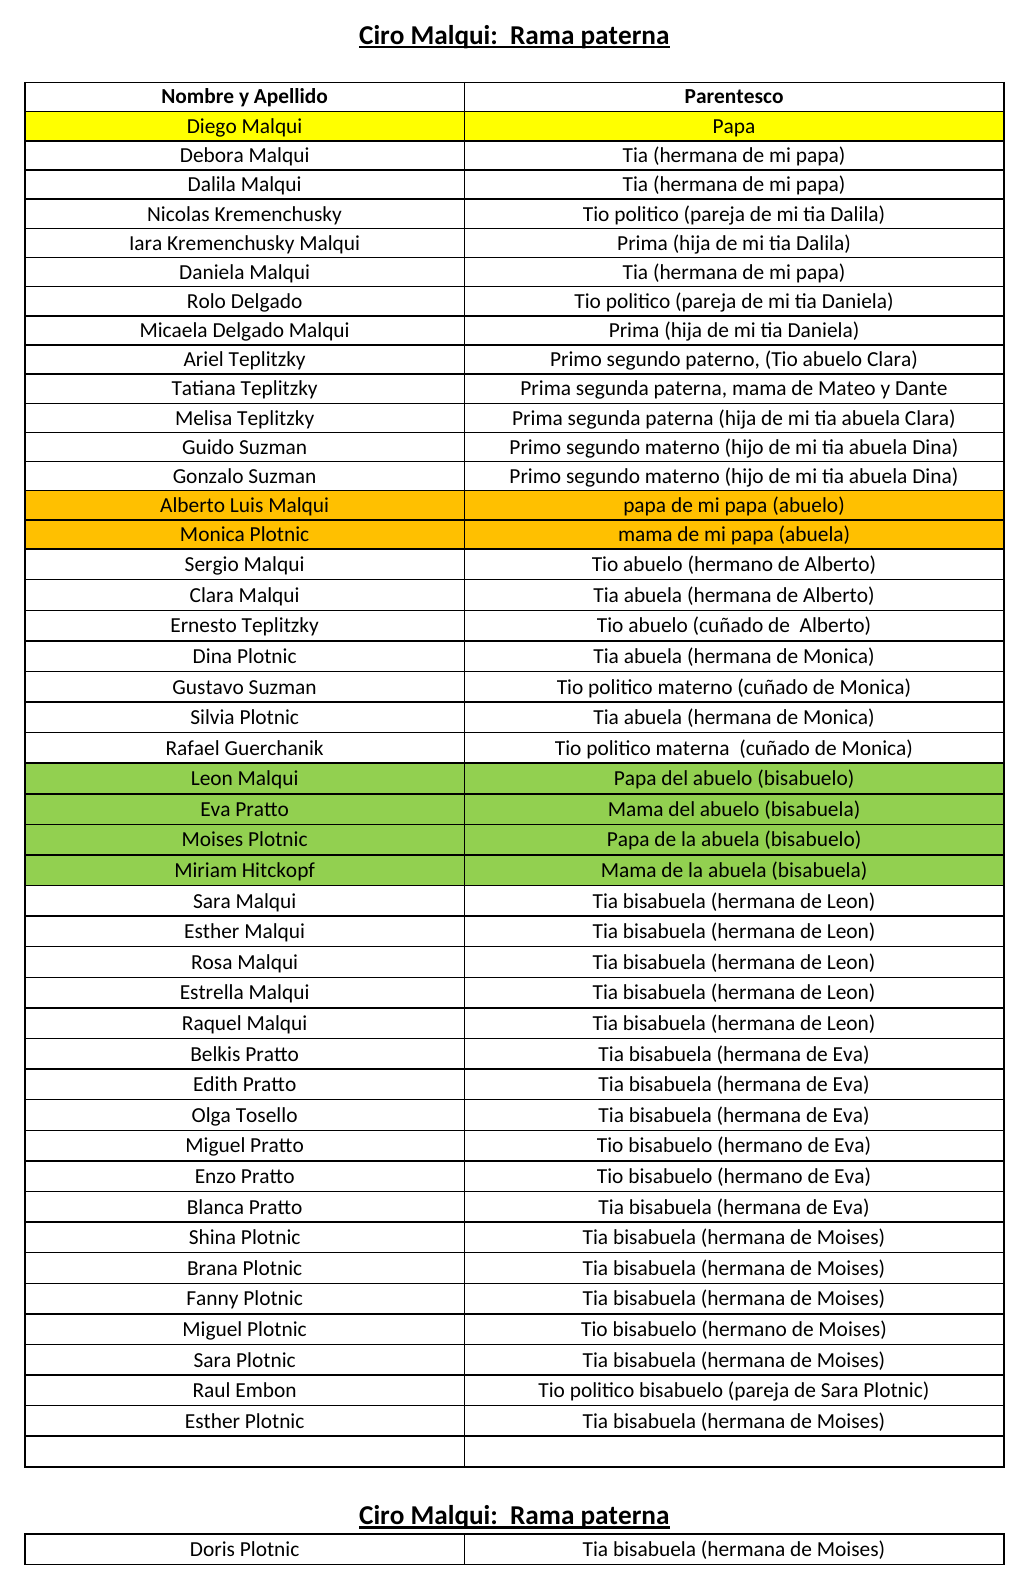 Ciro Malqui:  Rama paterna
Nombre y Apellido Parentesco
Diego Malqui Papa
Debora Malqui Tia (hermana de mi papa)
Dalila Malqui Tia (hermana de mi papa)
Nicolas Kremenchusky Tio politico (pareja de mi tia Dalila)
Iara Kremenchusky Malqui Prima (hija de mi tia Dalila)
Daniela Malqui Tia (hermana de mi papa)
Rolo Delgado Tio politico (pareja de mi tia Daniela)
Micaela Delgado Malqui Prima (hija de mi tia Daniela)
Ariel Teplitzky Primo segundo paterno, (Tio abuelo Clara)
Tatiana Teplitzky Prima segunda paterna, mama de Mateo y Dante
Melisa Teplitzky Prima segunda paterna (hija de mi tia abuela Clara)
Guido Suzman Primo segundo materno (hijo de mi tia abuela Dina)
Gonzalo Suzman Primo segundo materno (hijo de mi tia abuela Dina)
Alberto Luis Malqui papa de mi papa (abuelo)
Monica Plotnic mama de mi papa (abuela)
Sergio Malqui Tio abuelo (hermano de Alberto)
Clara Malqui Tia abuela (hermana de Alberto)
Ernesto Teplitzky Tio abuelo (cuñado de  Alberto)
Dina Plotnic Tia abuela (hermana de Monica)
Gustavo Suzman Tio politico materno (cuñado de Monica)
Silvia Plotnic Tia abuela (hermana de Monica)
Rafael Guerchanik Tio politico materna  (cuñado de Monica)
Leon Malqui Papa del abuelo (bisabuelo)
Eva Pratto Mama del abuelo (bisabuela)
Moises Plotnic Papa de la abuela (bisabuelo)
Miriam Hitckopf Mama de la abuela (bisabuela)
Sara Malqui Tia bisabuela (hermana de Leon)
Esther Malqui Tia bisabuela (hermana de Leon)
Rosa Malqui Tia bisabuela (hermana de Leon)
Estrella Malqui Tia bisabuela (hermana de Leon)
Raquel Malqui Tia bisabuela (hermana de Leon)
Belkis Pratto Tia bisabuela (hermana de Eva)
Edith Pratto Tia bisabuela (hermana de Eva)
Olga Tosello Tia bisabuela (hermana de Eva)
Miguel Pratto Tio bisabuelo (hermano de Eva)
Enzo Pratto Tio bisabuelo (hermano de Eva)
Blanca Pratto Tia bisabuela (hermana de Eva)
Shina Plotnic Tia bisabuela (hermana de Moises)
Brana Plotnic Tia bisabuela (hermana de Moises)
Fanny Plotnic Tia bisabuela (hermana de Moises)
Miguel Plotnic Tio bisabuelo (hermano de Moises)
Sara Plotnic Tia bisabuela (hermana de Moises)
Raul Embon Tio politico bisabuelo (pareja de Sara Plotnic)
Esther Plotnic Tia bisabuela (hermana de Moises)
Ciro Malqui:  Rama paterna
Doris Plotnic Tia bisabuela (hermana de Moises)